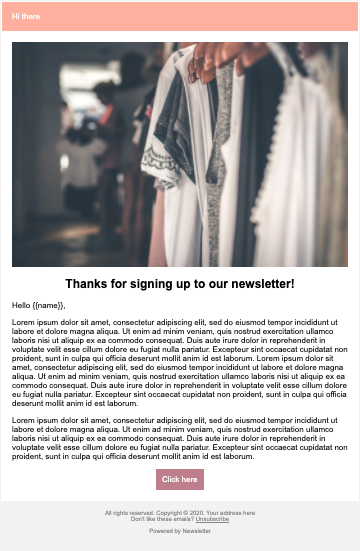 Hi there
Thanks for signing up to our newsletter!
Hello {{name}},
Lorem ipsum dolor sit amet, consectetur adipiscing elit, sed do eiusmod tempor incididunt ut
labore et dolore magna aliqua. Ut enim ad minim veniam, quis nostrud exercitation ullamco
laboris nisi ut aliquip ex ea commodo consequat. Duis aute irure dolor in reprehenderit in
voluptate velit esse cillum dolore eu fugiat nulla pariatur. Excepteur sint occaecat cupidatat non
proident, sunt in culpa qui officia deserunt mollit anim id est laborum. Lorem ipsum dolor sit
amet, consectetur adipiscing elit, sed do eiusmod tempor incididunt ut labore et dolore magna
aliqua. Ut enim ad minim veniam, quis nostrud exercitation ullamco laboris nisi ut aliquip ex ea
commodo consequat. Duis aute irure dolor in reprehenderit in voluptate velit esse cillum dolore
eu fugiat nulla pariatur. Excepteur sint occaecat cupidatat non proident, sunt in culpa qui officia
deserunt mollit anim id est laborum.
Lorem ipsum dolor sit amet, consectetur adipiscing elit, sed do eiusmod tempor incididunt ut
labore et dolore magna aliqua. Ut enim ad minim veniam, quis nostrud exercitation ullamco
laboris nisi ut aliquip ex ea commodo consequat. Duis aute irure dolor in reprehenderit in
voluptate velit esse cillum dolore eu fugiat nulla pariatur. Excepteur sint occaecat cupidatat non
proident, sunt in culpa qui officia deserunt mollit anim id est laborum.
Click here
All rights reserved. Copyright © 2020. Your address here
Don't like these emails? Unsubscribe
Powered by Newsletter